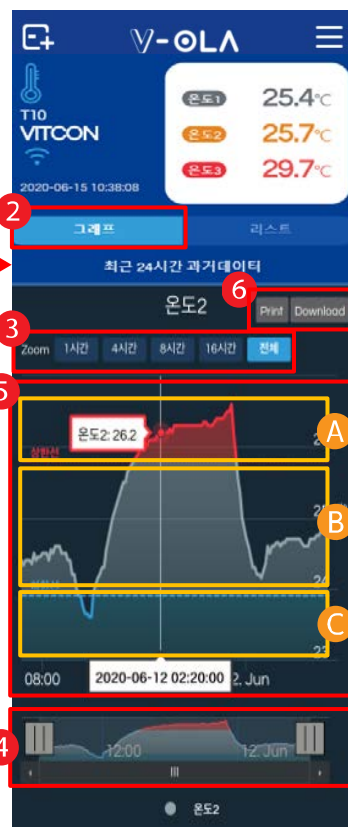 V-OLA
온도1 25.4℃
T10
VITCON
온도2 25.7℃
온도3 29.7℃
2020-06-15 10:38:08
2
그래프 리스트
최근 24시간 과거데이터
6
온도2 Print Download
3
Zoom 1시간 4시간 8시간 16시간 전체
5
A
온도2: 26.2
상한선
B
24
C
23
08:00 2020-06-12 02:20:00 2. Jun
4
12:00 12. Jun
온도2